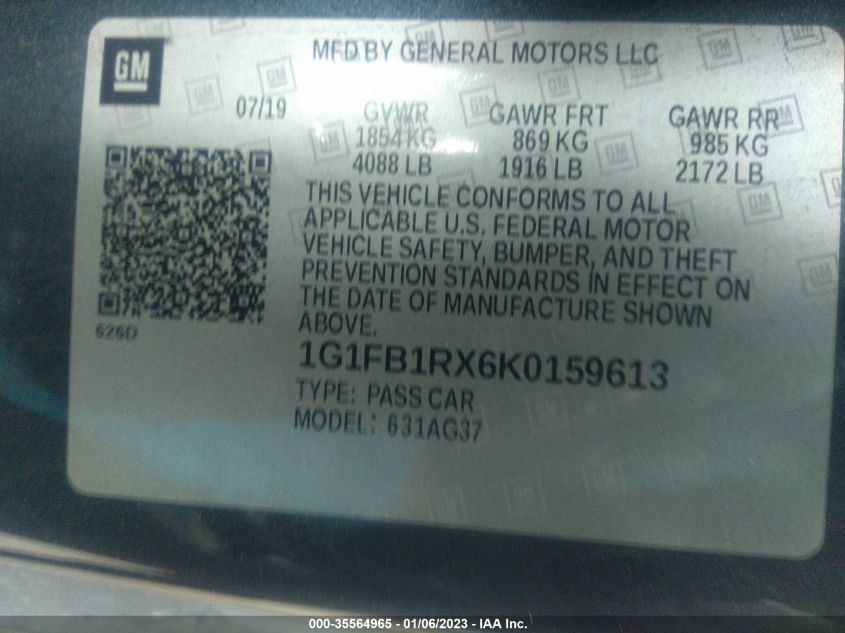 GM
MFD BY GENERAL MOTORS LLC
07/19 GVWR GAWR FRT GAWR RR
1854 KG 869 KG 985 KG
4088 LB 1916 LB 2172 LB
THIS VEHICLE CONFORMS TO ALL
APPLICABLE U.S. FEDERAL MOTOR
VEHICLE SAFETY, BUMPER, AND THEFT
PREVENTION STANDARDS IN EFFECT ON
THE DATE OF MANUFACTURE SHOWN
ABOVE.
626D
1G1FB1RX6K0159613
TYPE: PASS CAR
MODEL: 631AG37
000-35564965 - 01/06/2023 - IAA Inc.